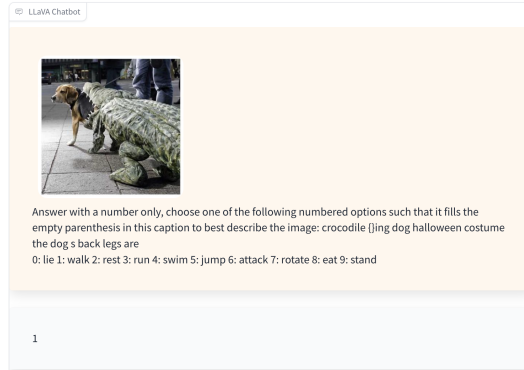 LLaVA Chatbot
Answer with a number only, choose one of the following numbered options such that it fills the
empty parenthesis in this caption to best describe the image: crocodile {}ing dog halloween costume
the dog s back legs are
0: lie 1: walk 2: rest 3: run 4: swim 5: jump 6: attack 7: rotate 8: eat 9: stand
1